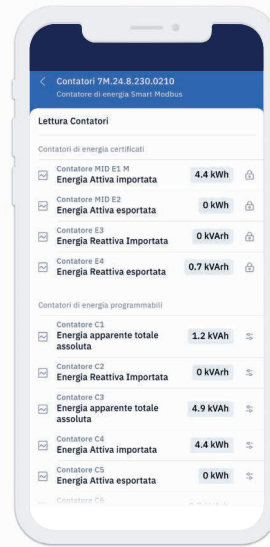 Contatori 7M.24.8.230.0210
Contatore di energia Smart Modbus
Lettura Contatori
Contatori di energia certificati
Contatore MID E1 M
Energia Attiva importata
4.4 kWh
Contatore MID E2
Energia Attiva esportata
0 kWh
Contatore E3
Energia Reattiva Importata
0 kVArh
Contatore E4
Energia Reattiva esportata
0.7 kVArh
Contatori di energia programmabili
Contatore C1
Energia apparente totale
assoluta
1.2 kVAh
Contatore C2
Energia Reattiva Importata
0 kVArh
Contatore C3
Energia apparente totale
assoluta
4.9 kVAh
Contatore C4
Energia Attiva importata
4.4 kWh
Contatore C5
Energia Attiva esportata
0 kWh
Contatore C6